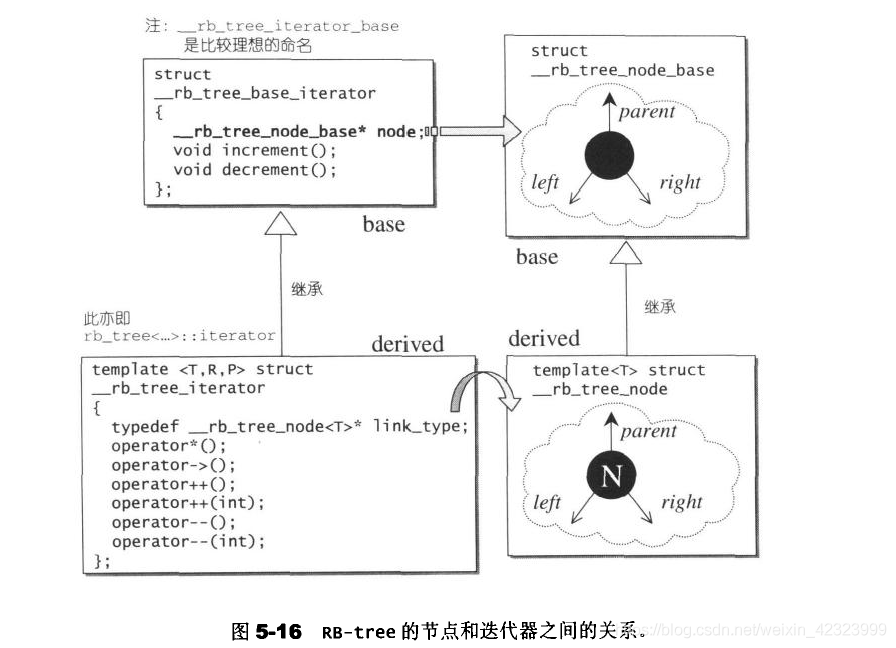 注: __rb_tree_iterator_base
是比较理想的命名
struct
__rb_tree_base_iterator
{
__rb_tree_node_base* node;
void increment();
void decrement();
};
base
struct
__rb_tree_node_base
parent
left
right
base
继承
继承
此亦即
rb_tree<...>::iterator
derived
template <T,R,P> struct
__rb_tree_iterator
{
typedef __rb_tree_node<T>* link_type;
operator*();
operator->();
operator++();
operator++(int);
operator--();
operator--(int);
};
derived
template<T> struct
__rb_tree_node
parent
N
left
right
图 5-16 RB-tree 的节点和迭代器之间的关系。
https://blog.csdn.net/weixin_42323999